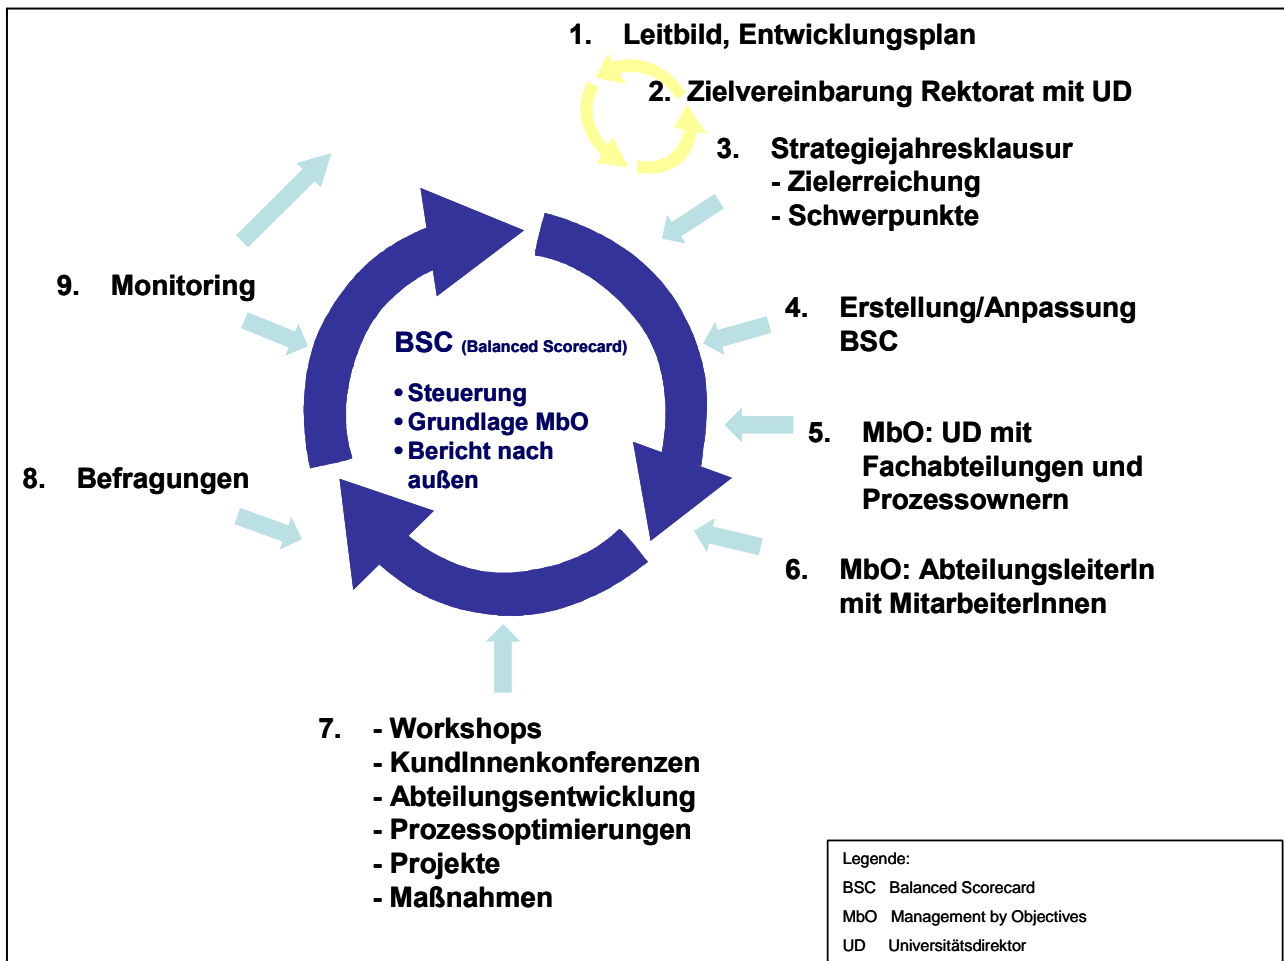 1. Leitbild, Entwicklungsplan
2. Zielvereinbarung Rektorat mit UD
3. Strategiejahresklausur
- Zielerreichung
- Schwerpunkte
4. Erstellung/Anpassung
BSC
5. MbO: UD mit
Fachabteilungen und
Prozessownern
6. MbO: AbteilungsleiterIn
mit MitarbeiterInnen
7. - Workshops
- KundInnenkonferenzen
- Abteilungsentwicklung
- Prozessoptimierungen
- Projekte
- Maßnahmen
8. Befragungen
9. Monitoring
BSC (Balanced Scorecard)
• Steuerung
• Grundlage MbO
• Bericht nach
außen
Legende:
BSC Balanced Scorecard
MbO Management by Objectives
UD Universitätsdirektor